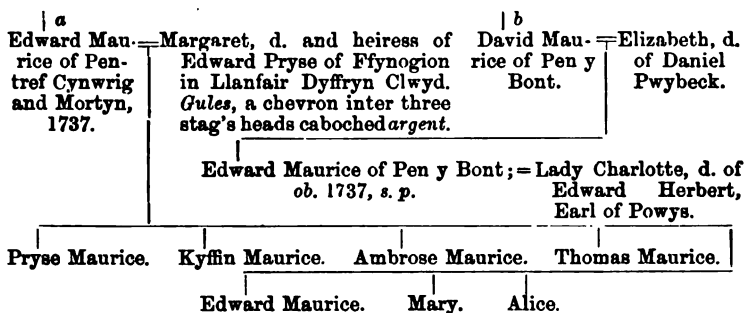 a
b
Edward Mau-
rice of Pen-
tref Cynwrig
and Mortyn,
1737.
Margaret, d. and heiress of
Edward Pryse of Ffynogion
in Llanfair Dyffryn Clwyd.
Gules, a chevron inter three
stag's heads caboched argent.
David Mau-
rice of Pen y
Bont.
Elizabeth, d.
of Daniel
Pwybeck.
Edward Maurice of Pen y Bont;
ob. 1737, s. p.
=Lady Charlotte, d. of
Edward Herbert,
Earl of Powys.
Pryse Maurice. Kyffin Maurice. Ambrose Maurice. Thomas Maurice.
Edward Maurice. Mary. Alice.